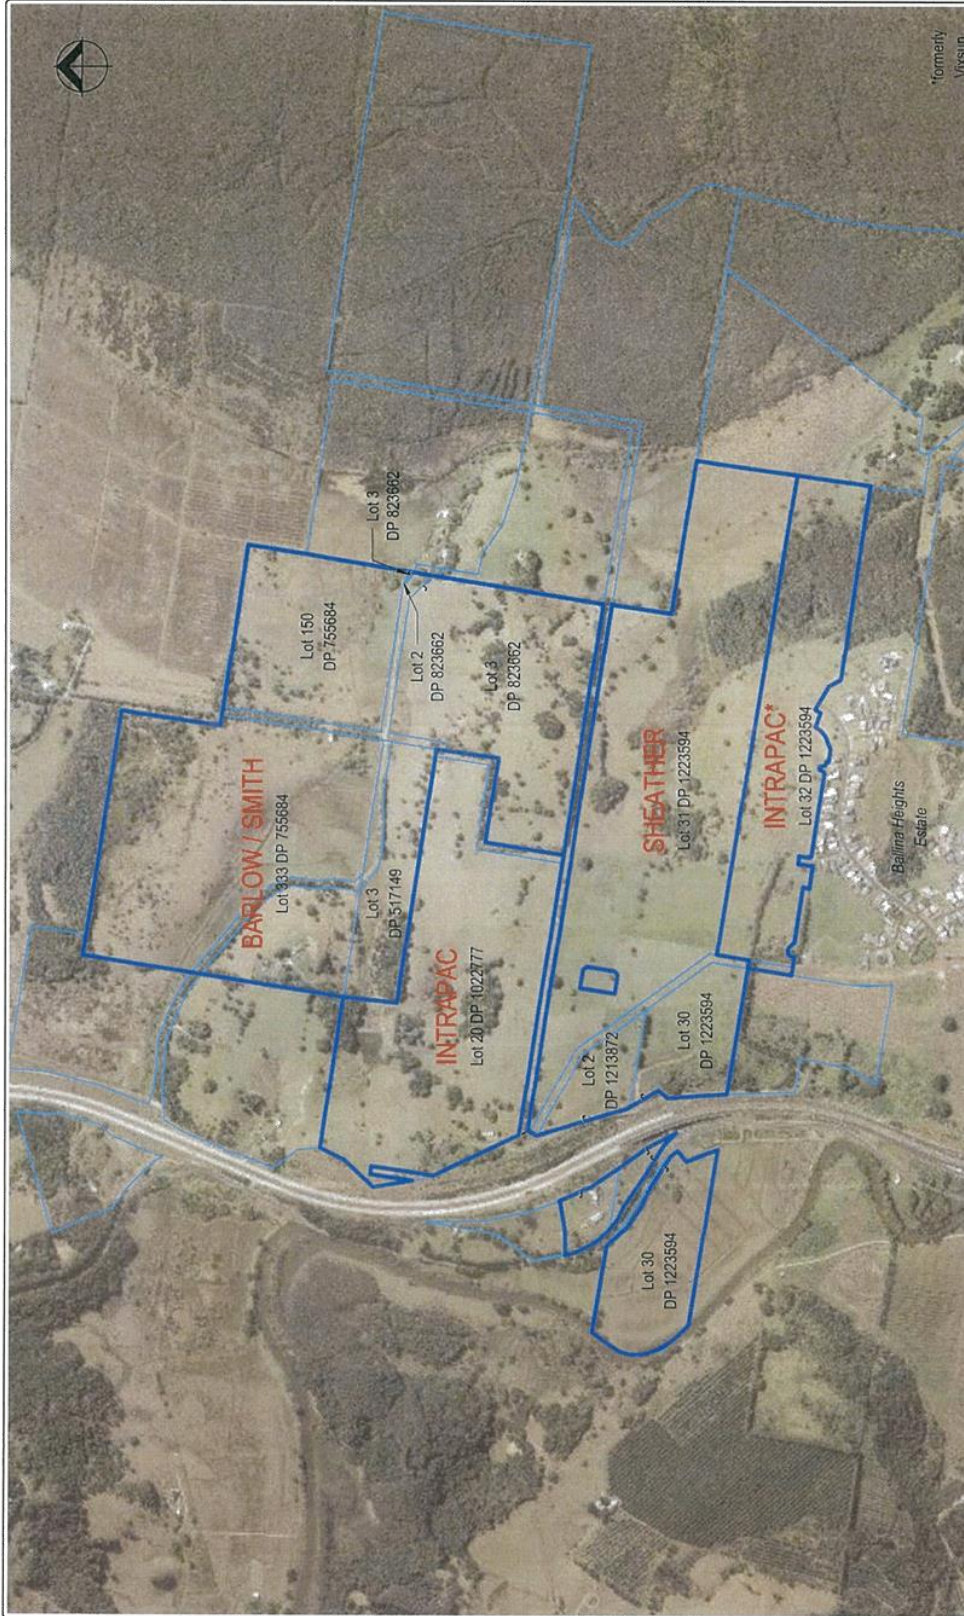 BARLOW / SMITH
Lot 333 DP 755684
Lot 150
DP 755684
Lot 3
DP 823662
Lot 2
DP 823662
Lot 3
DP 823662
Lot 3
DP 517149
INTRAPAC
Lot 20 DP 1022777
SHEATHER
Lot 31 DP 1223594
Lot 2
DP 1213872
Lot 30
DP 1223594
Lot 30
DP 1223594
INTRAPAC*
Lot 32 DP 1223594
Ballina Heights
Estate
*formerly
Vixsun